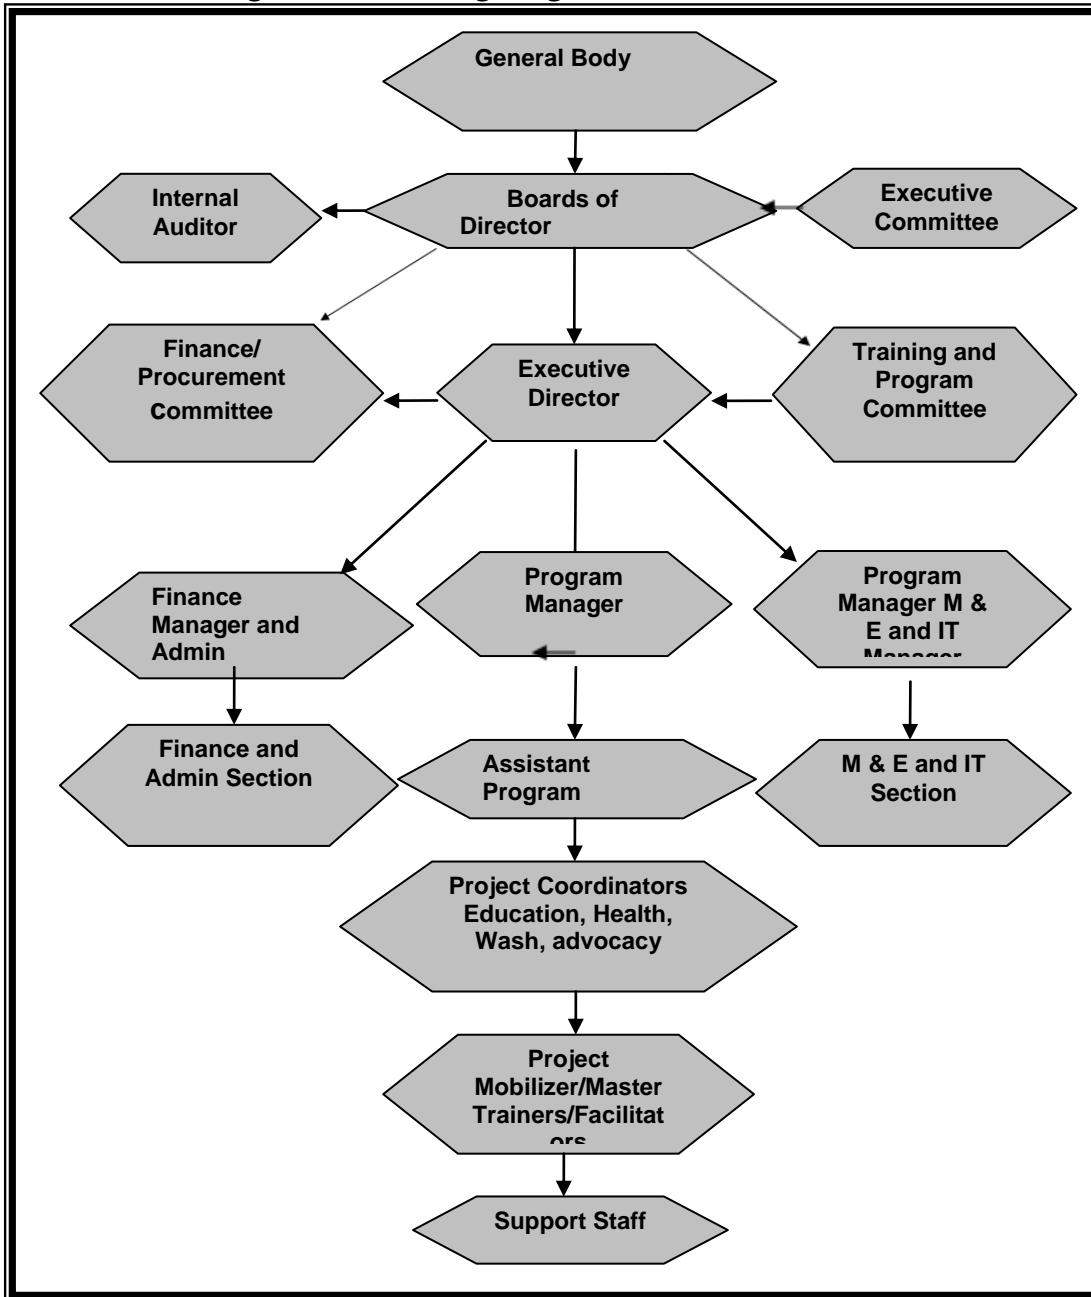 General Body
Internal
Auditor
Boards of
Director
Executive
Committee
Finance/
Procurement
Committee
Executive
Director
Training and
Program
Committee
Finance
Manager and
Admin
Program
Manager
Program
Manager M &
E and IT
Manager
Finance and
Admin Section
Assistant
Program
M & E and IT
Section
Project Coordinators
Education, Health,
Wash, advocacy
Project
Mobilizer/Master
Trainers/Facilitat
ors
Support Staff